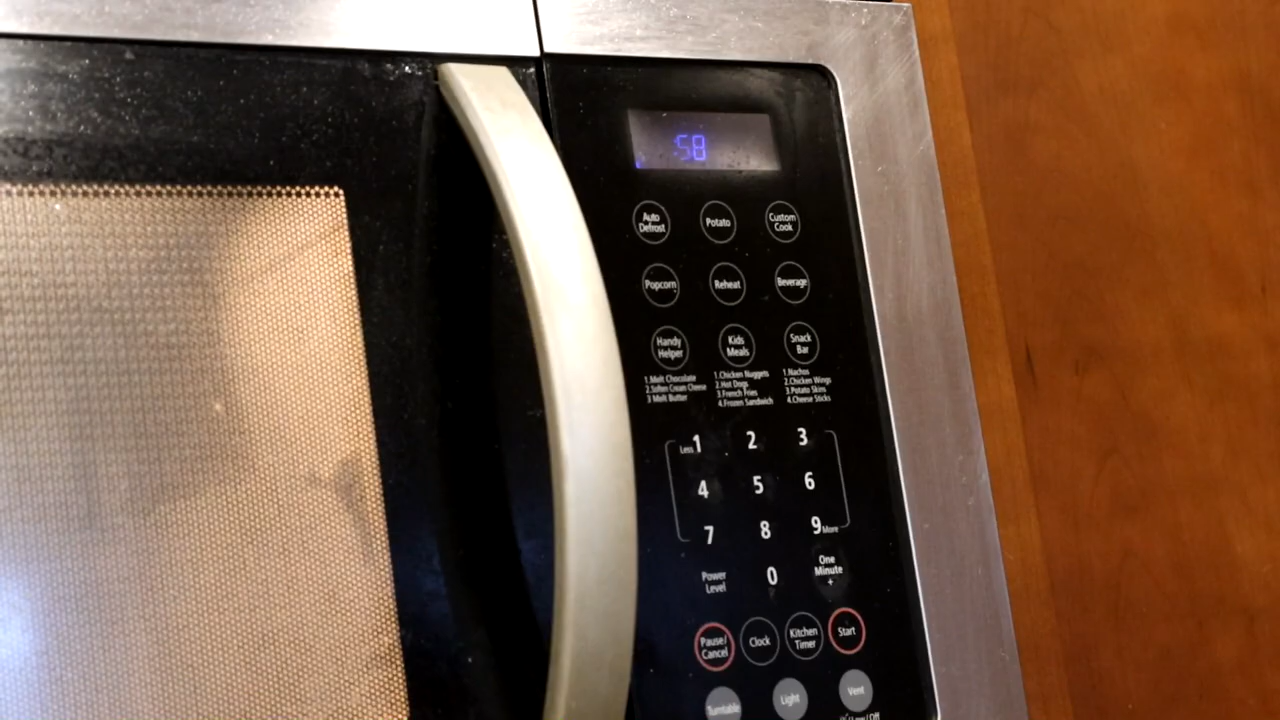 :58
Auto
Defrost
Potato
Custom
Cook
Popcorn
Reheat
Beverage
Handy
Helper
Kids
Meals
Snack
Bar
1.Melt Chocolate
2.Soften Cream Cheese
3 Melt Butter
1.Chicken Nuggets
2.Hot Dogs
3.French Fries
4.Frozen Sandwich
1.Nachos
2.Chicken Wings
3.Potato Skins
4.Cheese Sticks
Less 1 2 3
4 5 6
7 8 9 More
Power
Level
0
One
Minute
+
Pause/
Cancel
Clock
Kitchen
Timer
Start
Turntable
Light
Vent